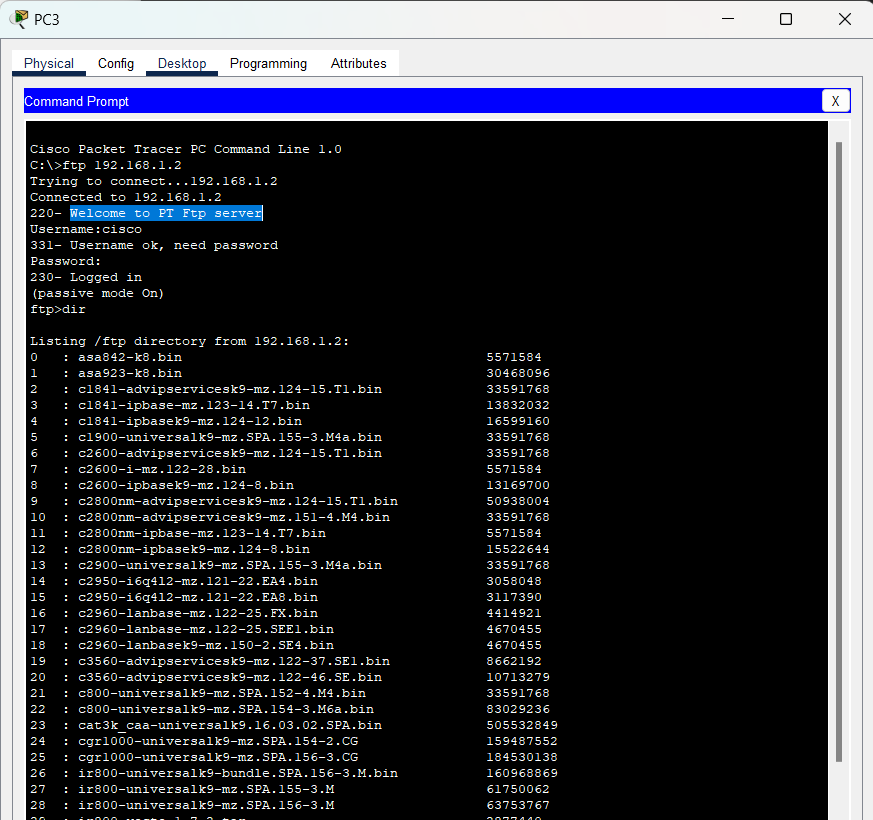 PC3
Physical Config Desktop Programming Attributes
Command Prompt
X
Cisco Packet Tracer PC Command Line 1.0
C:\>ftp 192.168.1.2
Trying to connect...192.168.1.2
Connected to 192.168.1.2
220- Welcome to PT Ftp server
Username:cisco
331- Username ok, need password
Password:
230- Logged in
(passive mode On)
ftp>dir
Listing /ftp directory from 192.168.1.2:
0 : asa842-k8.bin 5571584
1 : asa923-k8.bin 30468096
2 : c1841-advipservicesk9-mz.124-15.T1.bin 33591768
3 : c1841-ipbase-mz.123-14.T7.bin 13832032
4 : c1841-ipbasek9-mz.124-12.bin 16599160
5 : c1900-universalk9-mz.SPA.155-3.M4a.bin 33591768
6 : c2600-advipservicesk9-mz.124-15.T1.bin 33591768
7 : c2600-i-mz.122-28.bin 5571584
8 : c2600-ipbasek9-mz.124-8.bin 13169700
9 : c2800nm-advipservicesk9-mz.124-15.T1.bin 50938004
10 : c2800nm-advipservicesk9-mz.151-4.M4.bin 33591768
11 : c2800nm-ipbase-mz.123-14.T7.bin 5571584
12 : c2800nm-ipbasek9-mz.124-8.bin 15522644
13 : c2900-universalk9-mz.SPA.155-3.M4a.bin 33591768
14 : c2950-i6q4l2-mz.121-22.EA4.bin 3058048
15 : c2950-i6q4l2-mz.121-22.EA8.bin 3117390
16 : c2960-lanbase-mz.122-25.FX.bin 4414921
17 : c2960-lanbase-mz.122-25.SEE1.bin 4670455
18 : c2960-lanbasek9-mz.150-2.SE4.bin 4670455
19 : c3560-advipservicesk9-mz.122-37.SE1.bin 8662192
20 : c3560-advipservicesk9-mz.122-46.SE.bin 10713279
21 : c800-universalk9-mz.SPA.152-4.M4.bin 33591768
22 : c800-universalk9-mz.SPA.154-3.M6a.bin 83029236
23 : cat3k_caa-universalk9.16.03.02.SPA.bin 505532849
24 : cgr1000-universalk9-mz.SPA.154-2.CG 159487552
25 : cgr1000-universalk9-mz.SPA.156-3.CG 184530138
26 : ir800-universalk9-bundle.SPA.156-3.M.bin 160968869
27 : ir800-universalk9-mz.SPA.155-3.M 61750062
28 : ir800-universalk9-mz.SPA.156-3.M 63753767